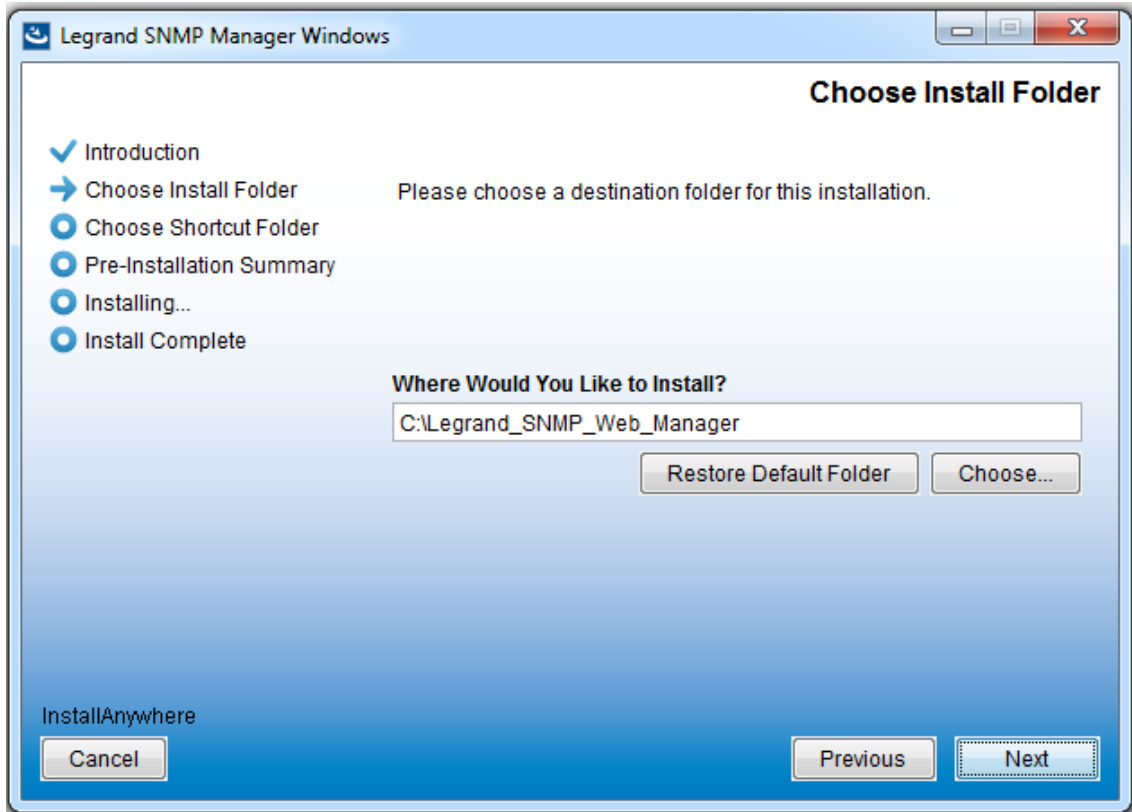 Legrand SNMP Manager Windows
Choose Install Folder
Introduction
Choose Install Folder
Choose Shortcut Folder
Pre-Installation Summary
Installing...
Install Complete
Please choose a destination folder for this installation.
Where Would You Like to Install?
C:\Legrand_SNMP_Web_Manager
Restore Default Folder
Choose...
InstallAnywhere
Cancel
Previous
Next